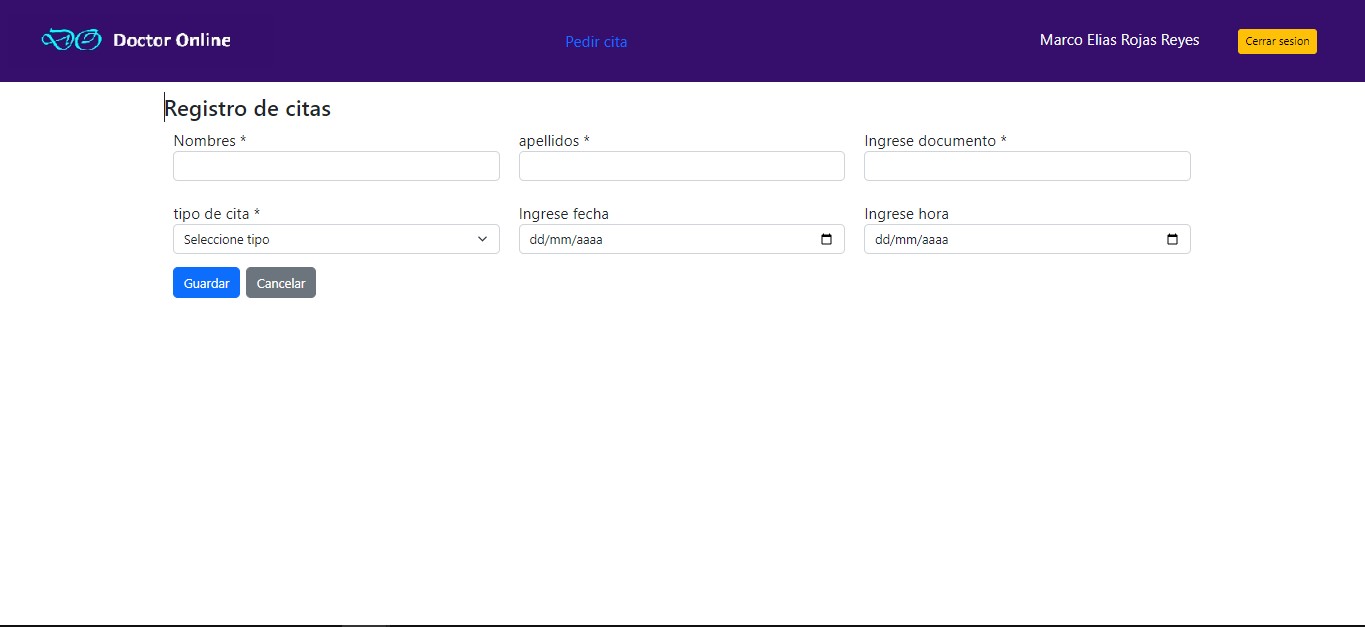 DO Doctor Online
Pedir cita
Marco Elias Rojas Reyes
Cerrar sesion
Registro de citas
Nombres *
apellidos *
Ingrese documento *
tipo de cita *
Ingrese fecha
Ingrese hora
Seleccione tipo
dd/mm/aaaa
dd/mm/aaaa
Guardar
Cancelar